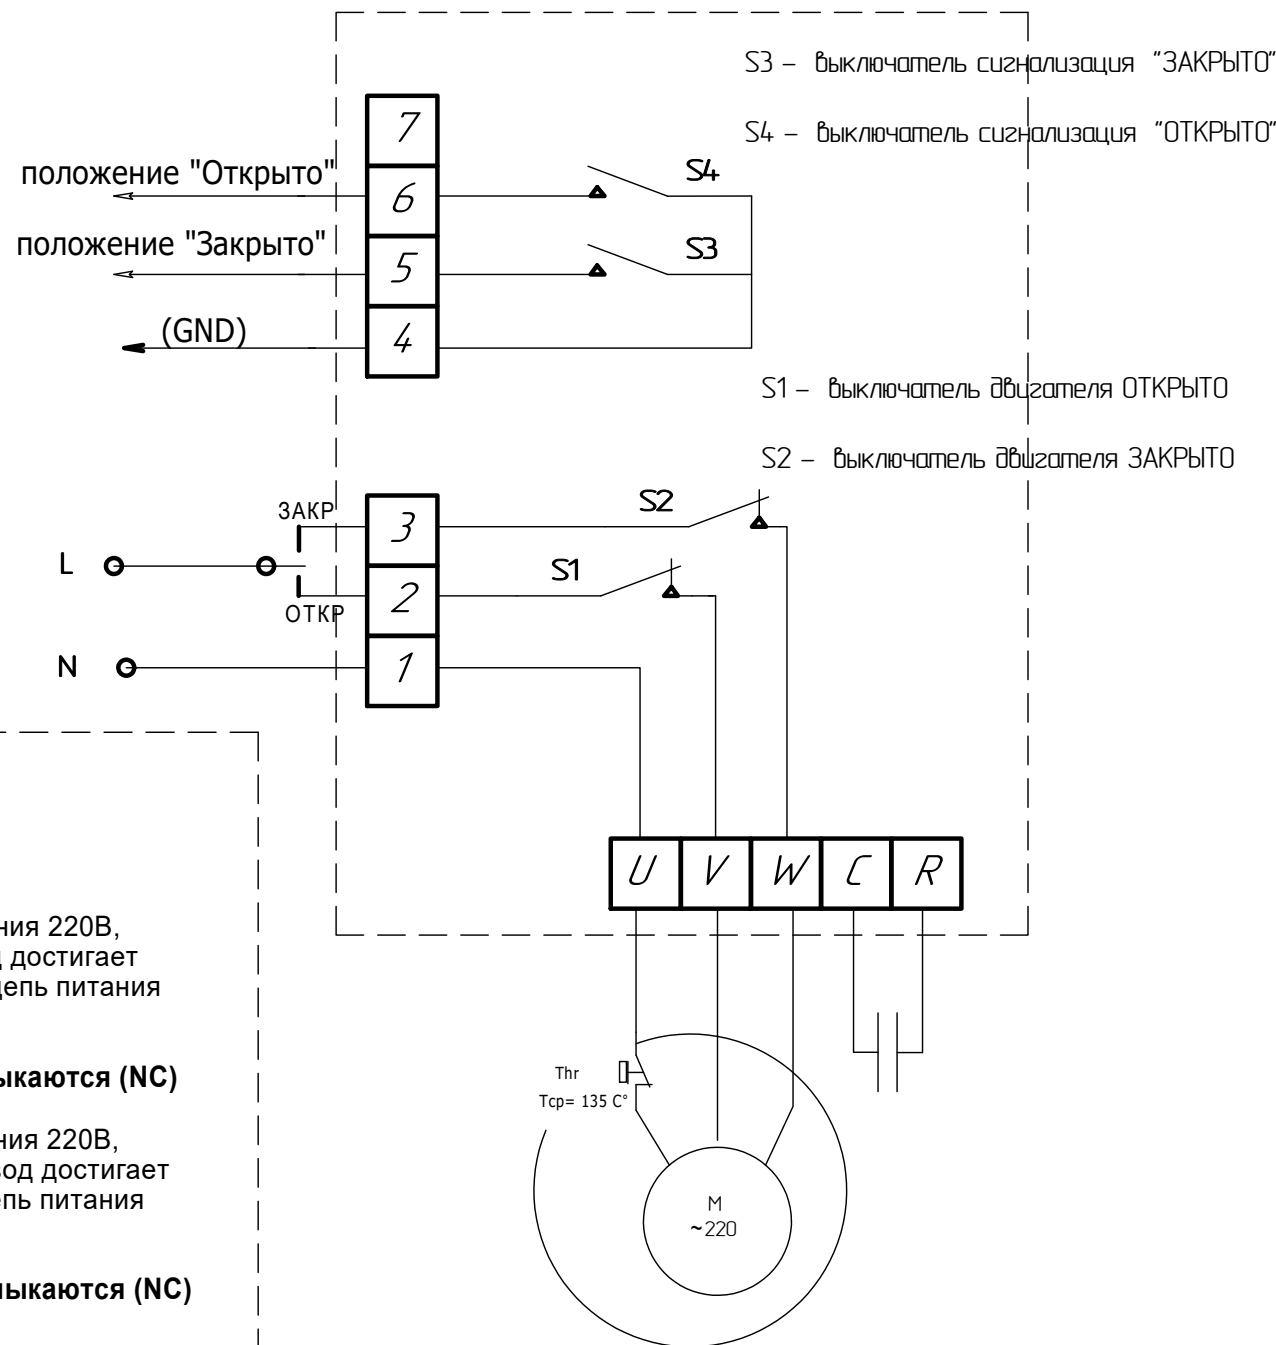 S3 – выключатель сигнализация "ЗАКРЫТО"
S4 – выключатель сигнализация "ОТКРЫТО"
7
положение "Открыто"
6
S4
положение "Закрыто"
5
S3
(GND)
4
S1 – выключатель двигателя ОТКРЫТО
S2 – выключатель двигателя ЗАКРЫТО
ЗАКР
3
S2
L
ОТКР
2
S1
N
1
U V W C R
ния 220В,
достигает
цепь питания
ыкаются (NC)
ния 220В,
вод достигает
епь питания
ыкаются (NC)
Thr
Tcp= 135 C°
M
~220